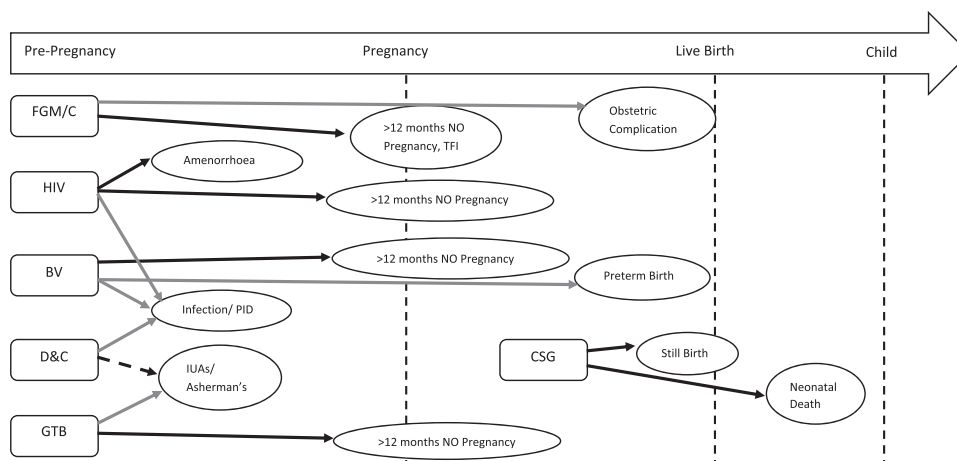 Pre-Pregnancy
Pregnancy
Live Birth
Child
FGM/C
>12 months NO
Pregnancy, TFI
Obstetric
Complication
Amenorrhoea
HIV
>12 months NO Pregnancy
BV
>12 months NO Pregnancy
Preterm Birth
Infection/ PID
D&C
IUAs/
Asherman's
CSG
Still Birth
Neonatal
Death
GTB
>12 months NO Pregnancy